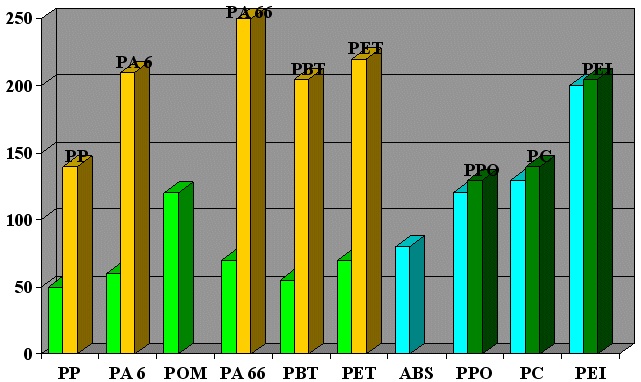 250
200
150
100
50
0
PP
PA 6
PA 66
PBT
PET
PPO
PC
PEI
PP PA 6 POM PA 66 PBT PET ABS PPO PC PEI